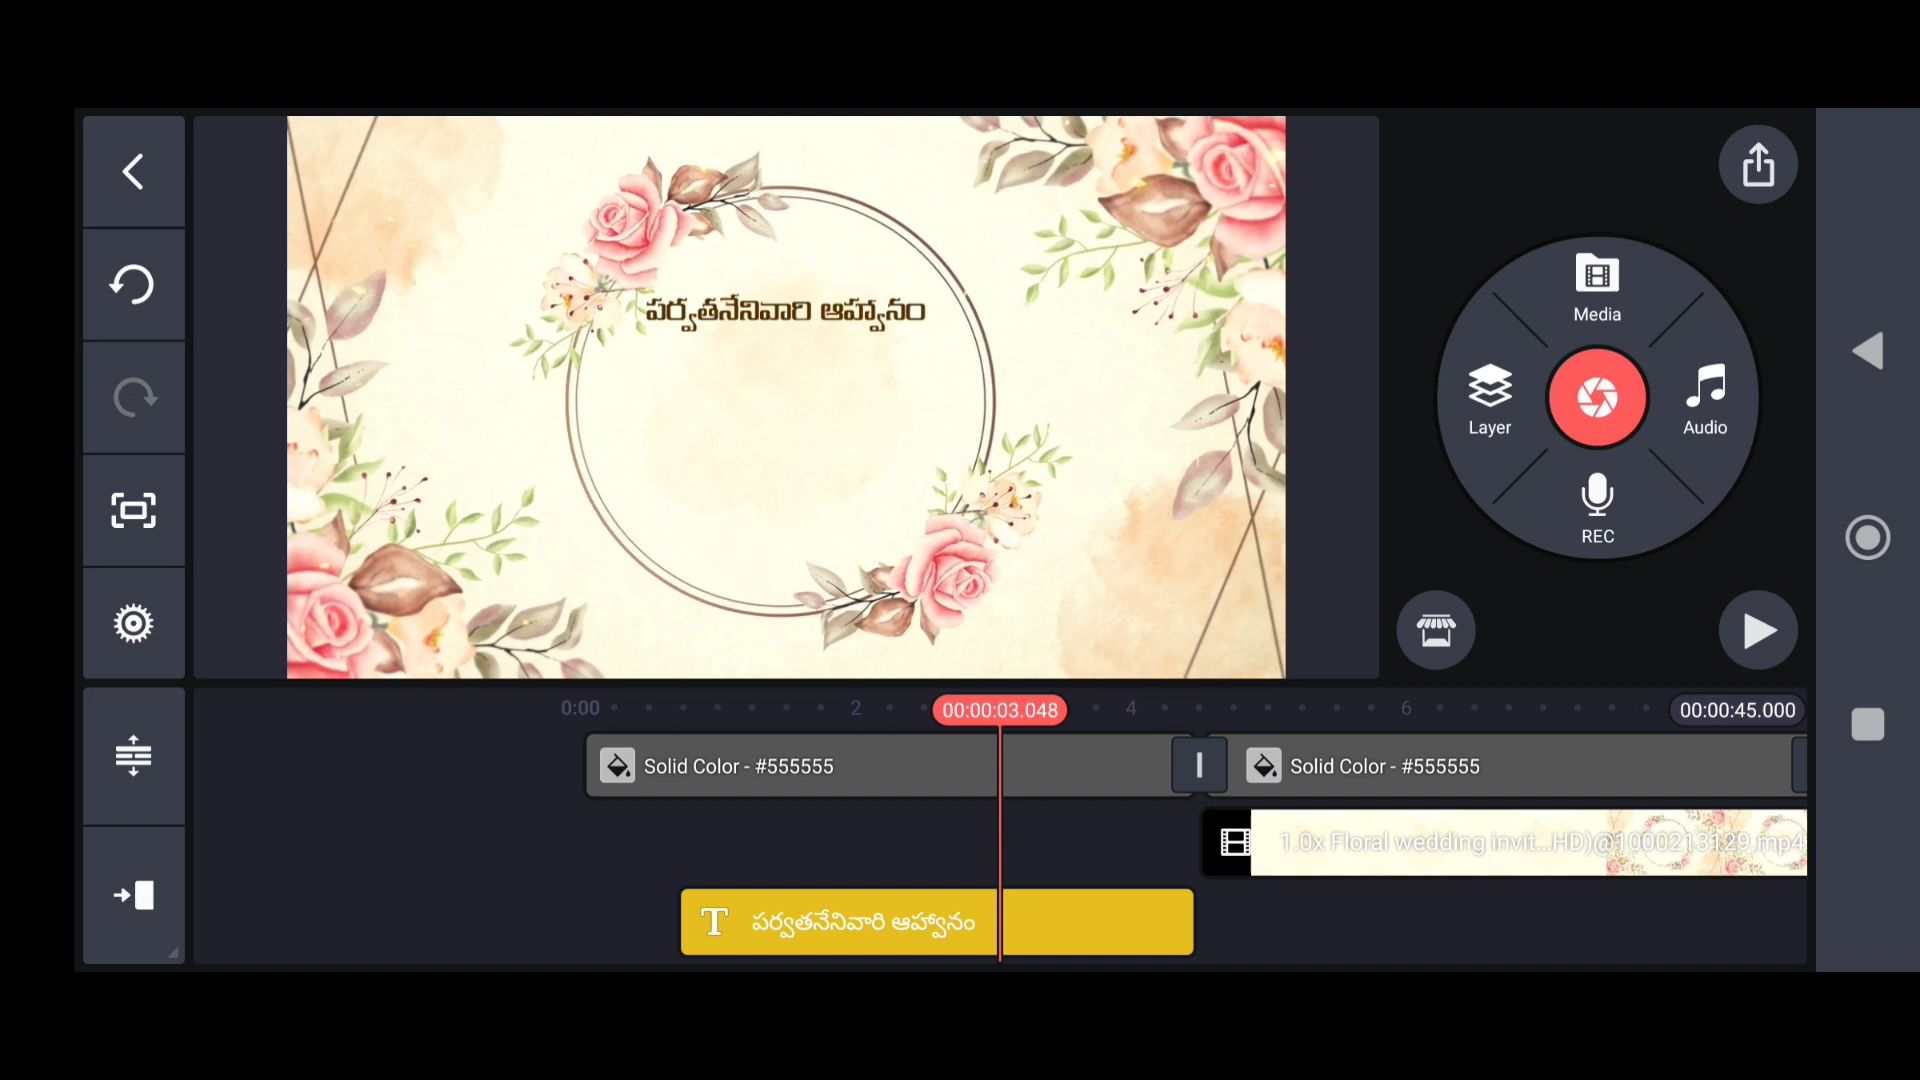 పర్వతనేనివారి ఆహ్వానం
Media
Layer
Audio
REC
0:00
2
00:00:03.048
4
6
00:00:45.000
Solid Color - #555555
Solid Color - #555555
1.0x Floral wedding invit...HD)@1000213129.mp4
T పర్వతనేనివారి ఆహ్వానం